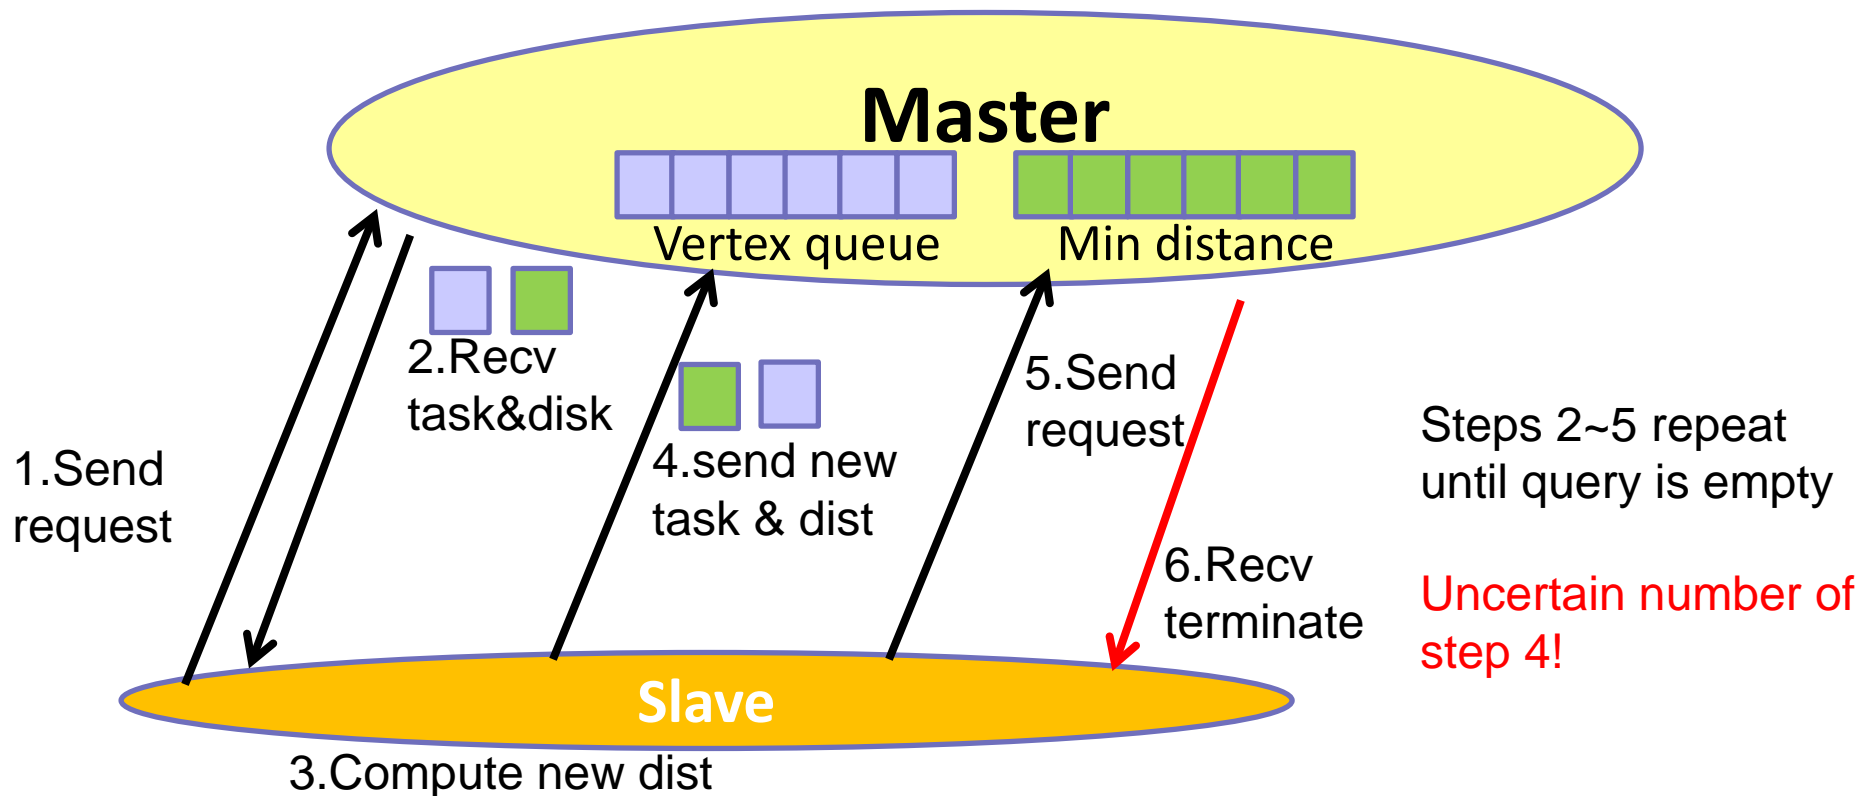 Master
Vertex queue
Min distance
1.Send
request
2.Recv
task&disk
4.send new
task & dist
5.Send
request
6.Recv
terminate
Slave
3.Compute new dist
Steps 2~5 repeat
until query is empty
Uncertain number of
step 4!